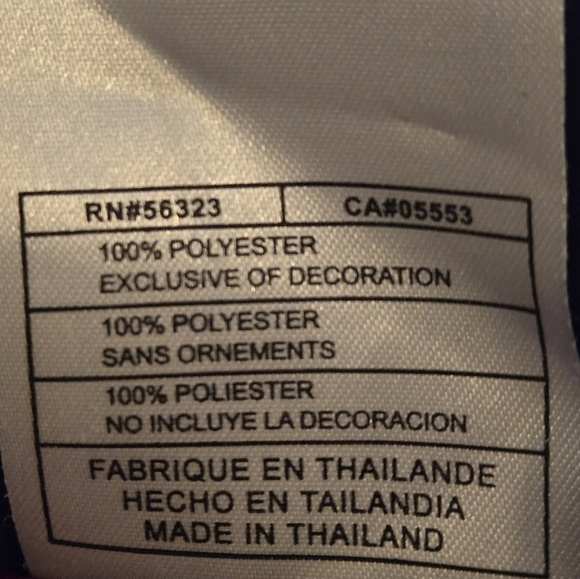 RN#56323 CA#05553
100% POLYESTER
EXCLUSIVE OF DECORATION
100% POLYESTER
SANS ORNEMENTS
100% POLIESTER
NO INCLUYE LA DECORACION
FABRIQUE EN THAILANDE
HECHO EN TAILANDIA
MADE IN THAILAND